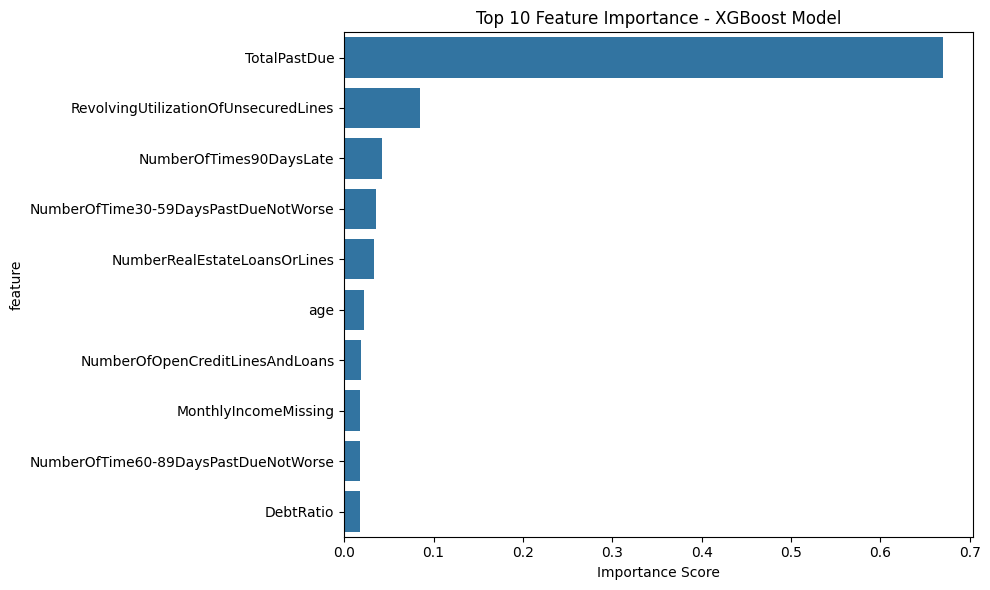 Top 10 Feature Importance - XGBoost Model
feature
TotalPastDue
RevolvingUtilizationOfUnsecuredLines
NumberOfTimes90DaysLate
NumberOfTime30-59DaysPastDueNotWorse
NumberRealEstateLoansOrLines
age
NumberOfOpenCreditLinesAndLoans
MonthlyIncomeMissing
NumberOfTime60-89DaysPastDueNotWorse
DebtRatio
0.0 0.1 0.2 0.3 0.4 0.5 0.6 0.7
Importance Score